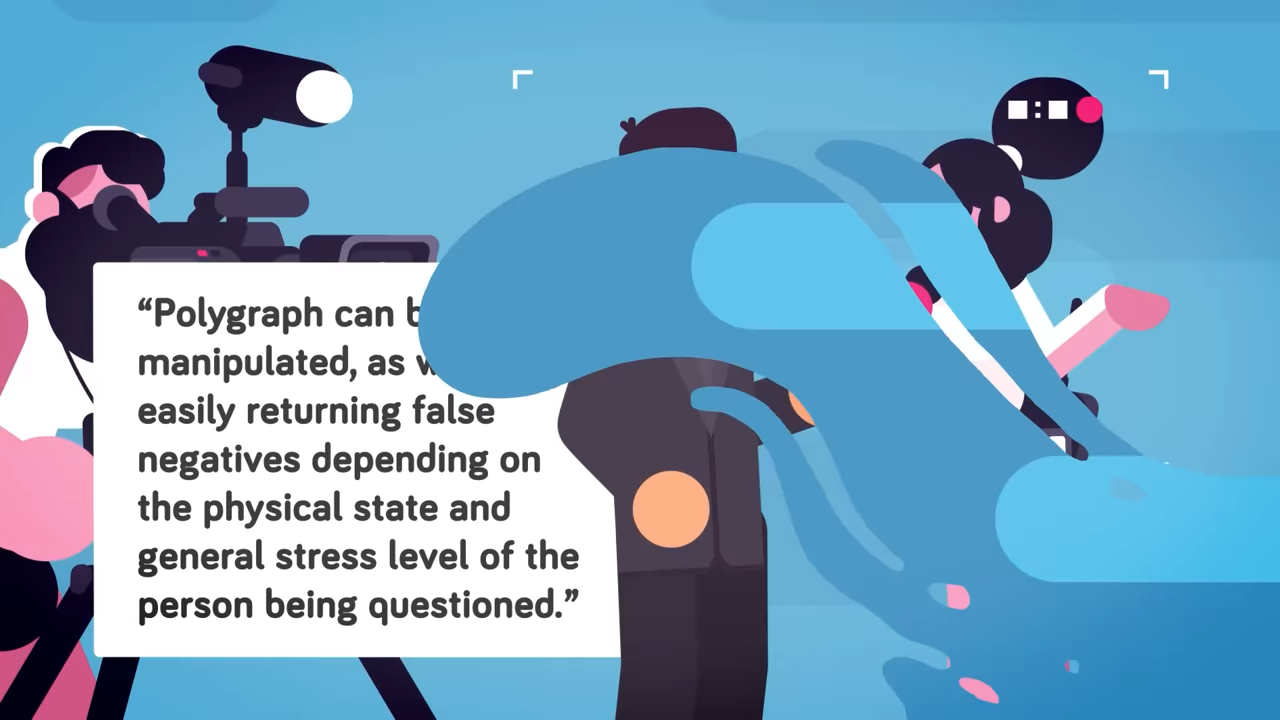 “Polygraph can
manipulated, as
easily returning false
negatives depending on
the physical state and
general stress level of the
person being questioned.”